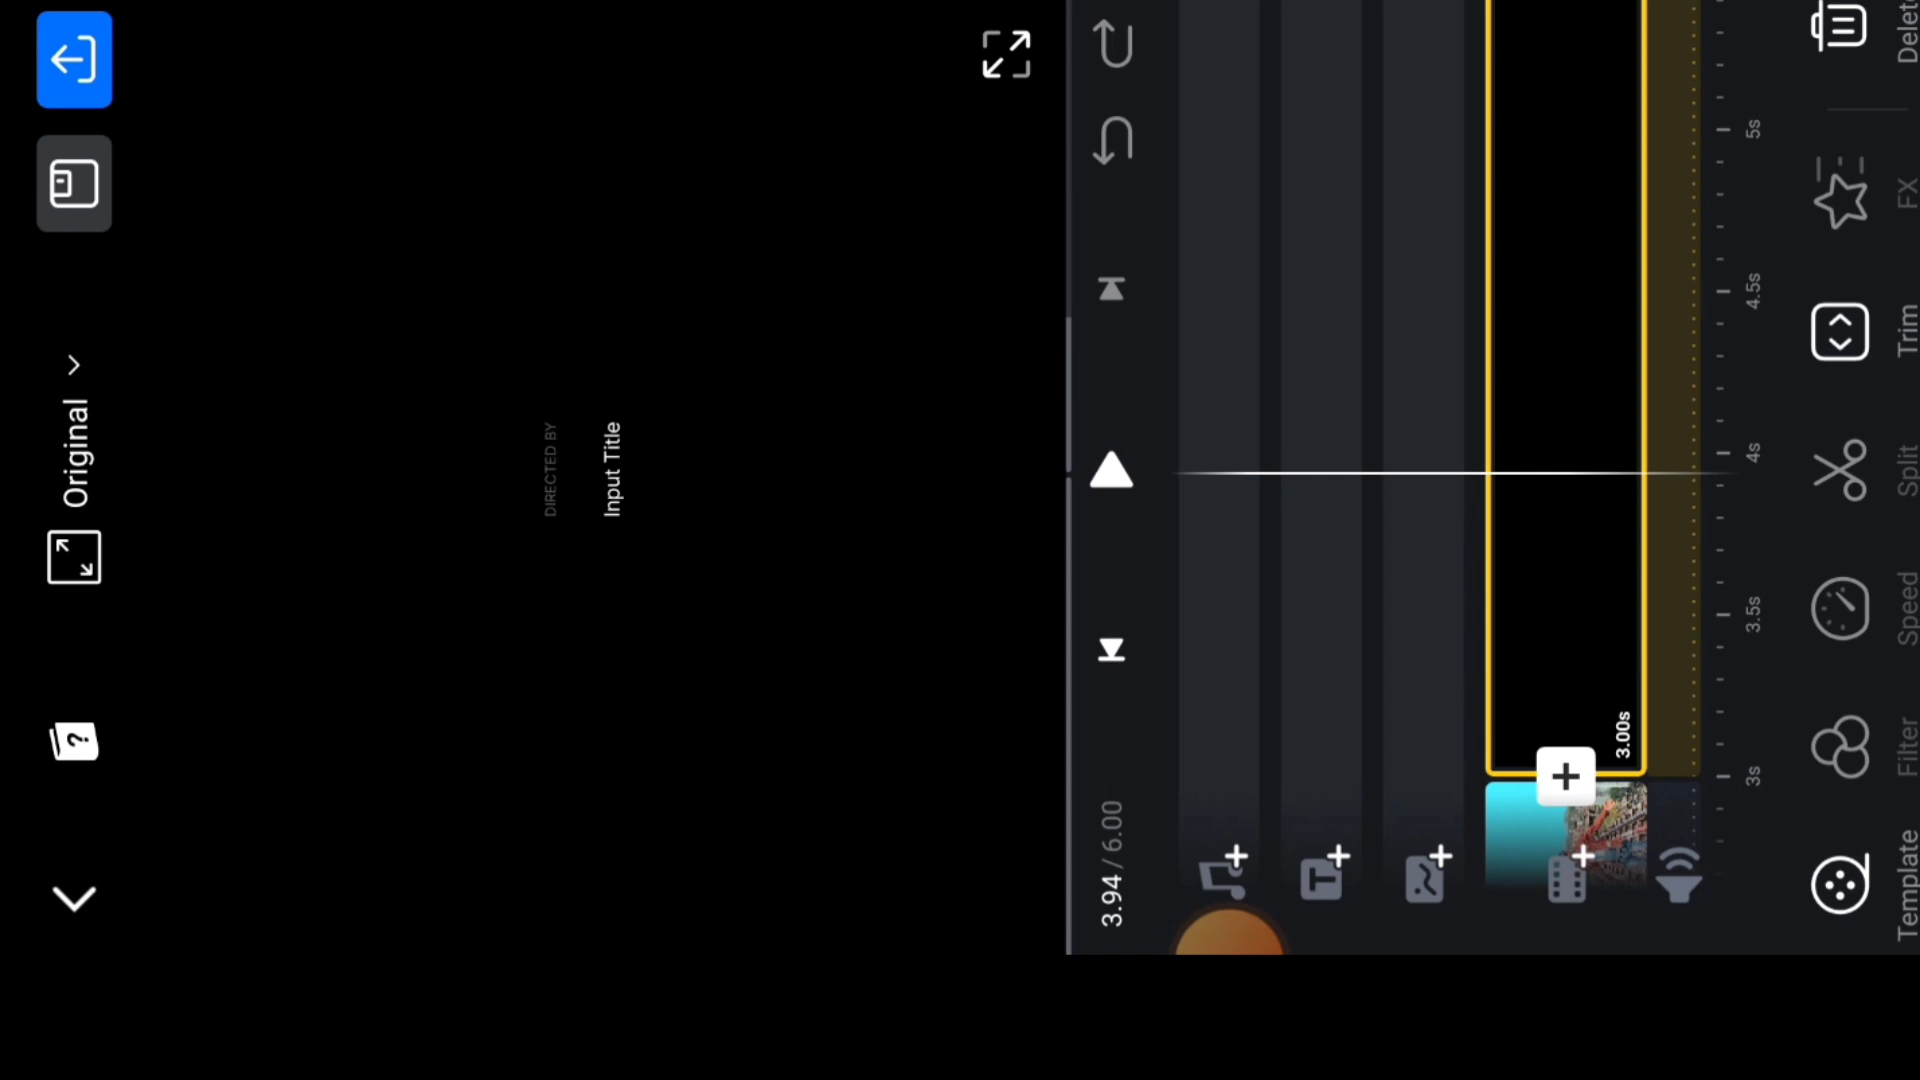 Original
DIRECTED BY
Input Title
3.94 / 6.00
3.00s
3s
3.5s
4s
4.5s
5s
Template
Filter
Speed
Split
Trim
FX
Delete